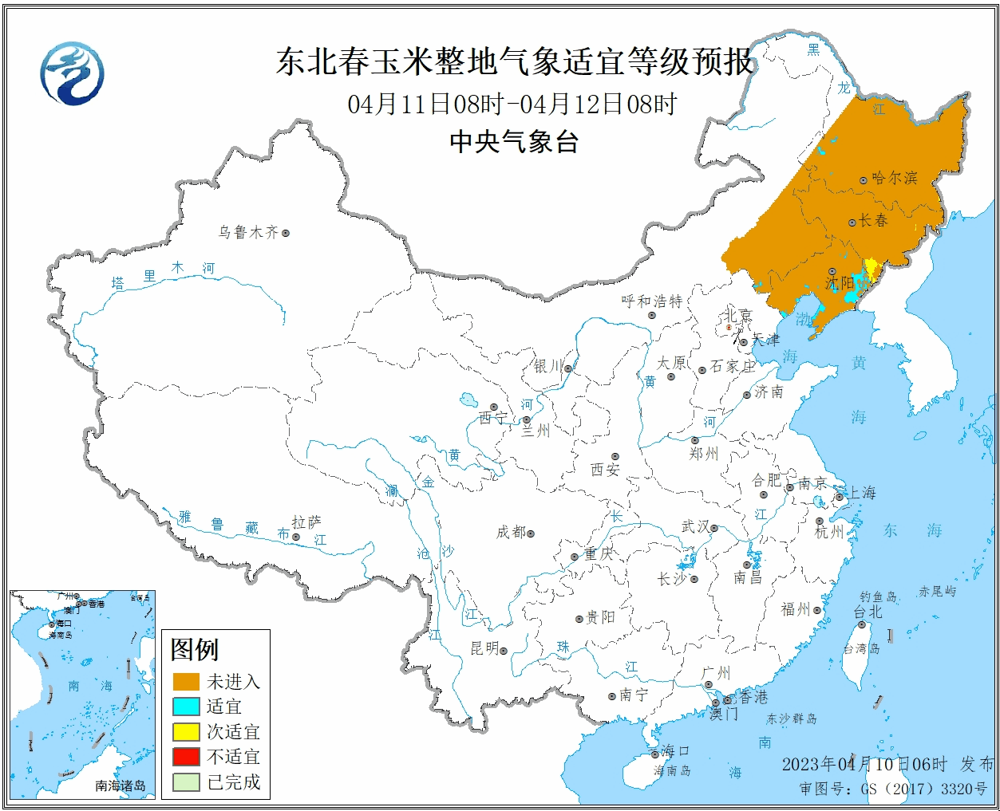 东北春玉米整地气象适宜等级预报
04月11日08时-04月12日08时
中央气象台
黑
龙
江
哈尔滨
长春
沈阳
乌鲁木齐
塔里木河
呼和浩特
北京
天津
渤
海
黄
海
银川
太原
石家庄
济南
黄
河
西宁
兰州
河
黄
西安
郑州
澜
金
合肥
南京
上海
雅鲁藏布江
拉萨
成都
长
武汉
江
杭州
东海
沧
沙
重庆
长沙
南昌
钓鱼岛
赤尾屿
福州
台北
贵阳
江
江
昆明
珠
江
台湾岛
广州
南宁
香港
澳门
东沙群岛
海口
海南岛
南
海
广州
香港
澳门
海口
海南岛
台湾岛
南海
南海诸岛
图例
未进入
适宜
次适宜
不适宜
已完成
2023年04月10日06时 发布
审图号: GS (2017) 3320号